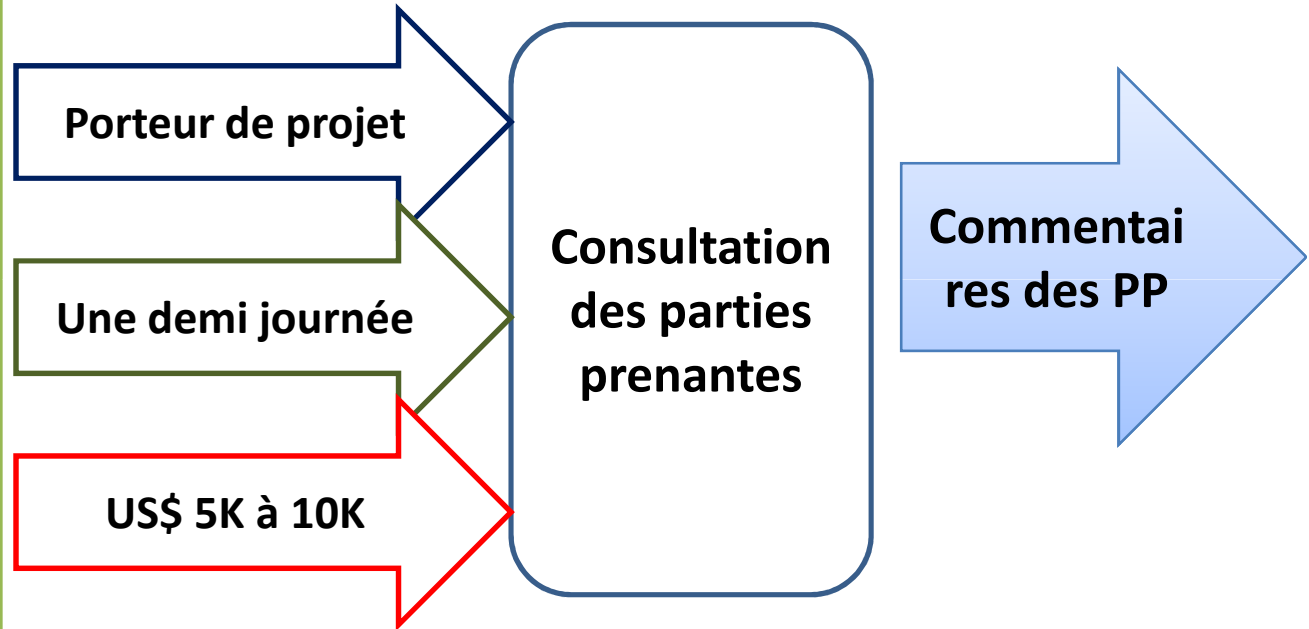 Porteur de projet
Une demi journée
US$ 5K à 10K
Consultation
des parties
prenantes
Commentai
res des PP